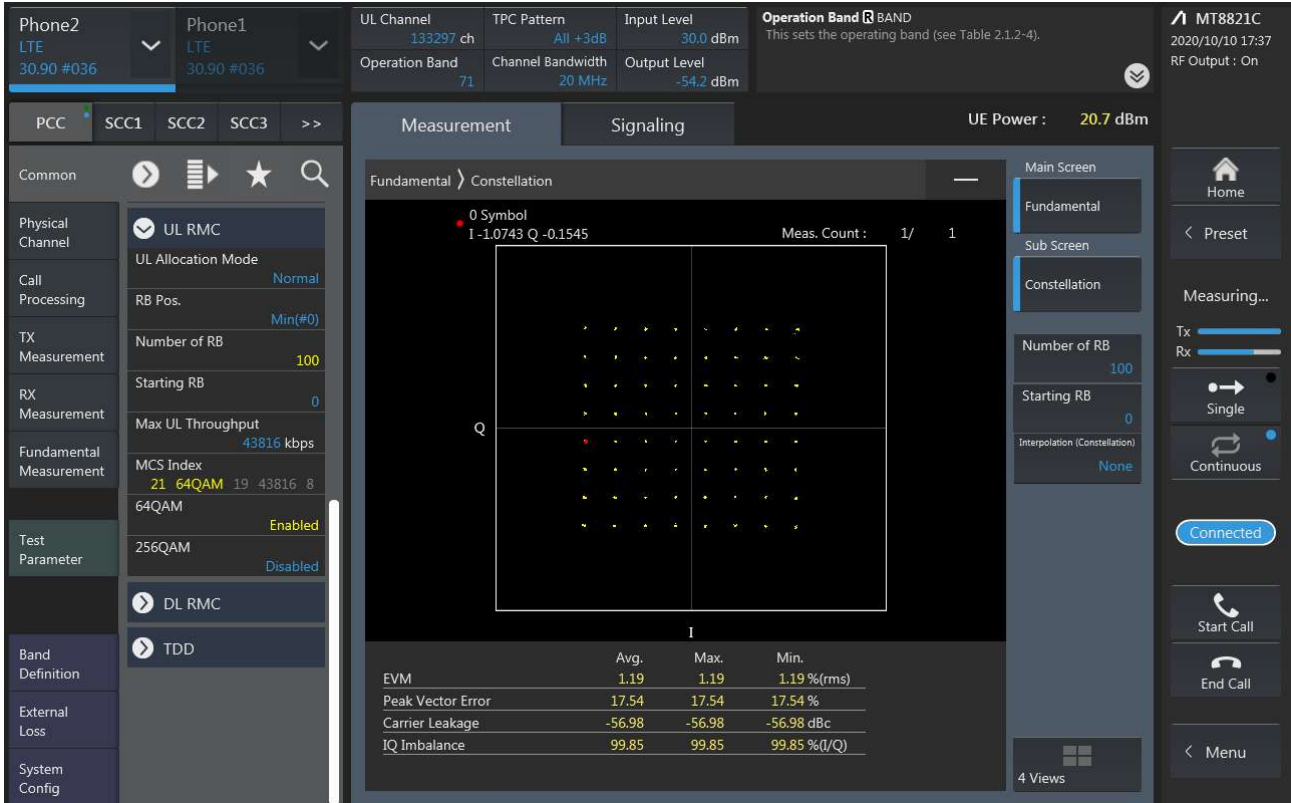 Phone2
LTE
30.90 #036
Phone1
LTE
30.90 #036
UL Channel
133297 ch
TPC Pattern
All +3dB
Input Level
30.0 dBm
Operation Band
71
Channel Bandwidth
20 MHz
Output Level
-54.2 dBm
Operation Band R BAND
This sets the operating band (see Table 2.1.2-4).
MT8821C
2020/10/10 17:37
RF Output : On
PCC SCC1 SCC2 SCC3 >>
Measurement Signaling
UE Power : 20.7 dBm
Common
Physical
Channel
Call
Processing
TX
Measurement
RX
Measurement
Fundamental
Measurement
Test
Parameter
Band
Definition
External
Loss
System
Config
UL RMC
UL Allocation Mode
Normal
RB Pos.
Min(#0)
Number of RB
100
Starting RB
0
Max UL Throughput
43816 kbps
MCS Index
21 64QAM 19 43816 8
64QAM
Enabled
256QAM
Disabled
DL RMC
TDD
Fundamental ⟩ Constellation
0 Symbol
I -1.0743 Q -0.1545
Meas. Count : 1/ 1
Q
I
Avg. Max. Min.
EVM 1.19 1.19 1.19 %(rms)
Peak Vector Error 17.54 17.54 17.54 %
Carrier Leakage -56.98 -56.98 -56.98 dBc
IQ Imbalance 99.85 99.85 99.85 %(I/Q)
Main Screen
Fundamental
Sub Screen
Constellation
Number of RB
100
Starting RB
0
Interpolation (Constellation)
None
4 Views
Home
< Preset
Measuring...
Tx
Rx
Single
Continuous
Connected
Start Call
End Call
< Menu